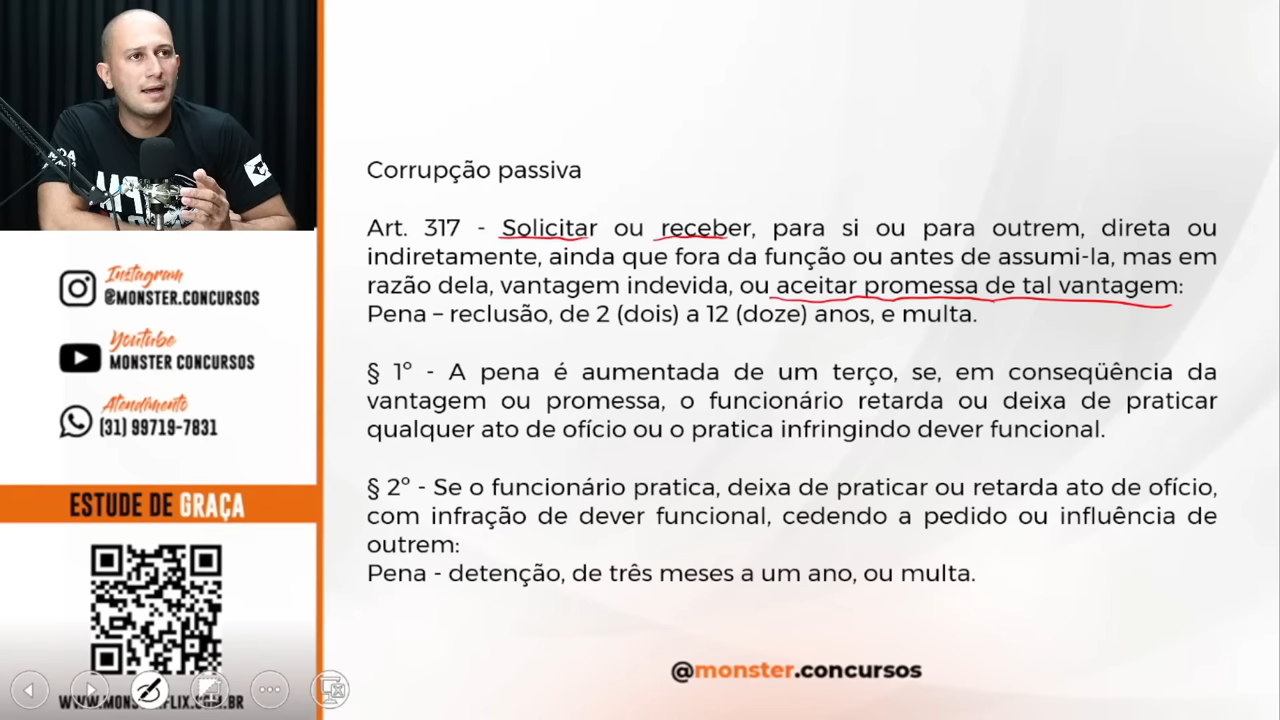 Instagram
@MONSTER.CONCURSOS
Youtube
MONSTER CONCURSOS
Atendimento
(31) 99719-7831
ESTUDE DE GRAÇA
Corrupção passiva
Art. 317 - Solicitar ou receber, para si ou para outrem, direta ou
indiretamente, ainda que fora da função ou antes de assumi-la, mas em
razão dela, vantagem indevida, ou aceitar promessa de tal vantagem:
Pena – reclusão, de 2 (dois) a 12 (doze) anos, e multa.
§ 1º - A pena é aumentada de um terço, se, em conseqüência da
vantagem ou promessa, o funcionário retarda ou deixa de praticar
qualquer ato de ofício ou o pratica infringindo dever funcional.
§ 2º - Se o funcionário pratica, deixa de praticar ou retarda ato de ofício,
com infração de dever funcional, cedendo a pedido ou influência de
outrem:
Pena - detenção, de três meses a um ano, ou multa.
@monster.concursos